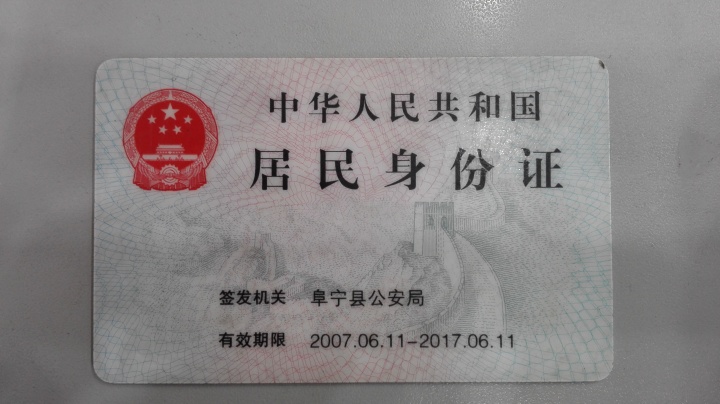 中华人民共和国
居民身份证
签发机关 阜宁县公安局
有效期限 2007.06.11-2017.06.11